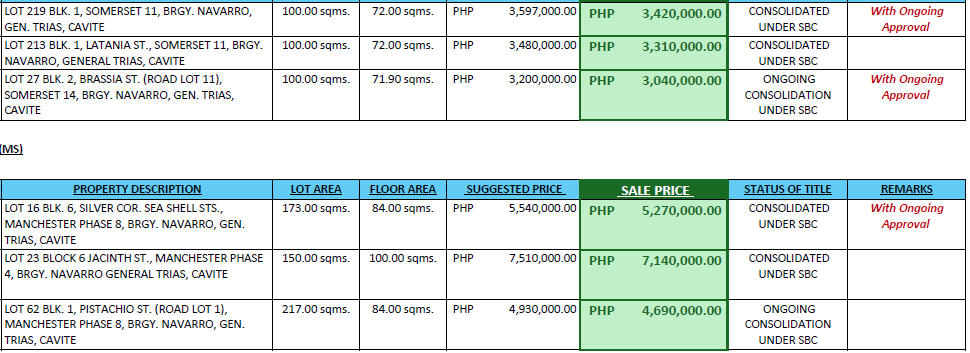 LOT 219 BLK. 1, SOMERSET 11, BRGY. NAVARRO, 100.00 sqms. 72.00 sqms. PHP 3,597,000.00 PHP 3,420,000.00 CONSOLIDATED With Ongoing
GEN. TRIAS, CAVITE UNDER SBC Approval
LOT 213 BLK. 1, LATANIA ST., SOMERSET 11, BRGY. 100.00 sqms. 72.00 sqms. PHP 3,480,000.00 PHP 3,310,000.00 CONSOLIDATED
NAVARRO, GENERAL TRIAS, CAVITE UNDER SBC
LOT 27 BLK. 2, BRASSIA ST. (ROAD LOT 11), 100.00 sqms. 71.90 sqms. PHP 3,200,000.00 PHP 3,040,000.00 ONGOING With Ongoing
SOMERSET 14, BRGY. NAVARRO, GEN. TRIAS, CONSOLIDATION Approval
CAVITE UNDER SBC
(MS)
PROPERTY DESCRIPTION LOT AREA FLOOR AREA SUGGESTED PRICE SALE PRICE STATUS OF TITLE REMARKS
LOT 16 BLK. 6, SILVER COR. SEA SHELL STS., 173.00 sqms. 84.00 sqms. PHP 5,540,000.00 PHP 5,270,000.00 CONSOLIDATED With Ongoing
MANCHESTER PHASE 8, BRGY. NAVARRO, GEN. UNDER SBC Approval
TRIAS, CAVITE
LOT 23 BLOCK 6 JACINTH ST., MANCHESTER PHASE 150.00 sqms. 100.00 sqms. PHP 7,510,000.00 PHP 7,140,000.00 CONSOLIDATED
4, BRGY. NAVARRO GENERAL TRIAS, CAVITE UNDER SBC
LOT 62 BLK. 1, PISTACHIO ST. (ROAD LOT 1), 217.00 sqms. 84.00 sqms. PHP 4,930,000.00 PHP 4,690,000.00 ONGOING
MANCHESTER PHASE 8, BRGY. NAVARRO, GEN. CONSOLIDATION
TRIAS, CAVITE UNDER SBC